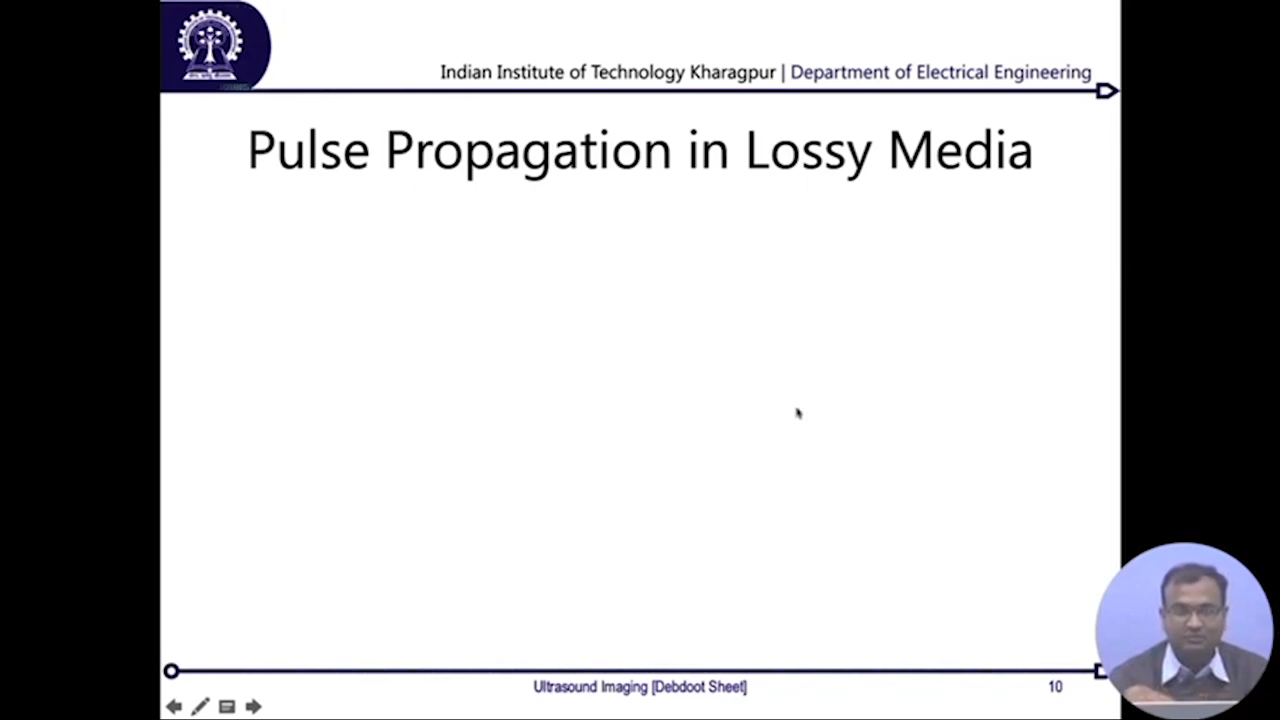 Indian Institute of Technology Kharagpur | Department of Electrical Engineering
Pulse Propagation in Lossy Media
Ultrasound Imaging [Debdoot Sheet]
10